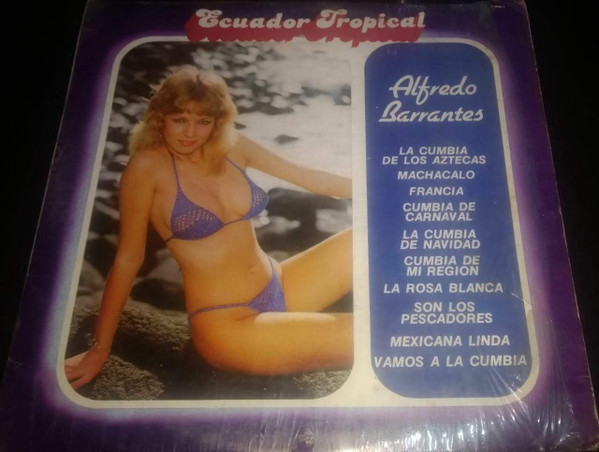 Ecuador Tropical
Alfredo
Barrantes
LA CUMBIA
DE LOS AZTECAS
MACHACALO
FRANCIA
CUMBIA DE
CARNAVAL
LA CUMBIA
DE NAVIDAD
CUMBIA DE
MI REGION
LA ROSA BLANCA
SON LOS
PESCADORES
MEXICANA LINDA
VAMOS A LA CUMBIA